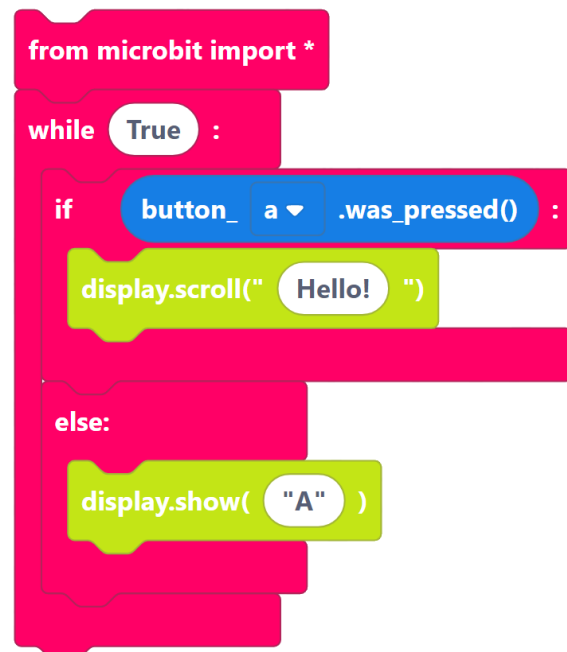 from microbit import *
while True :
if button_ a .was_pressed() :
display.scroll(" Hello! ")
else:
display.show( "A" )